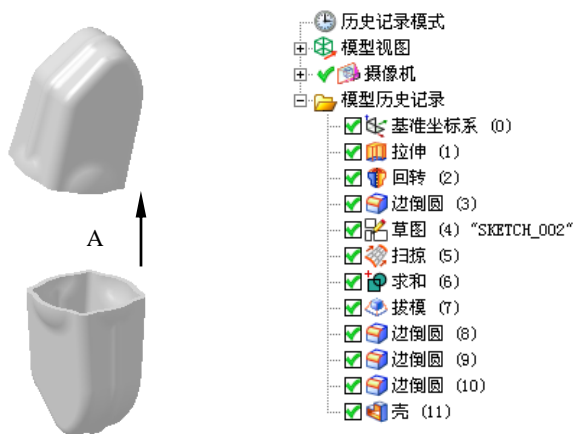 历史记录模式
模型视图
摄像机
模型历史记录
基准坐标系 (0)
拉伸 (1)
回转 (2)
边倒圆 (3)
草图 (4) "SKETCH_002"
扫掠 (5)
求和 (6)
拔模 (7)
边倒圆 (8)
边倒圆 (9)
边倒圆 (10)
壳 (11)
A